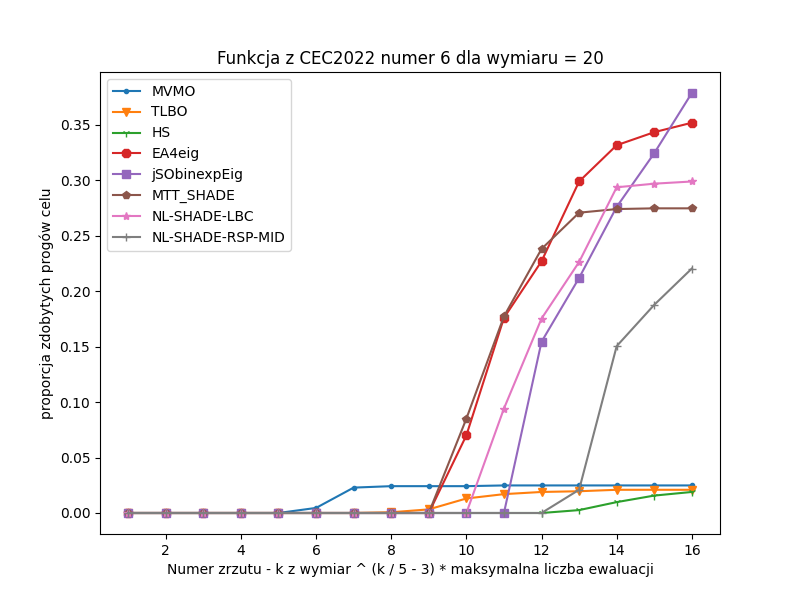 Funkcja z CEC2022 numer 6 dla wymiaru = 20
MVMO
TLBO
HS
EA4eig
jSObinexpEig
MTT_SHADE
NL-SHADE-LBC
NL-SHADE-RSP-MID
proporcja zdobytych progów celu
0.35
0.30
0.25
0.20
0.15
0.10
0.05
0.00
2 4 6 8 10 12 14 16
Numer zrzutu - k z wymiar ^ (k / 5 - 3) * maksymalna liczba ewaluacji